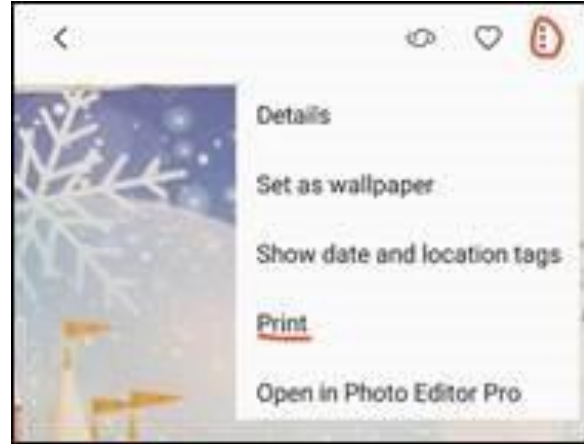 Details
Set as wallpaper
Show date and location tags
Print
Open in Photo Editor Pro